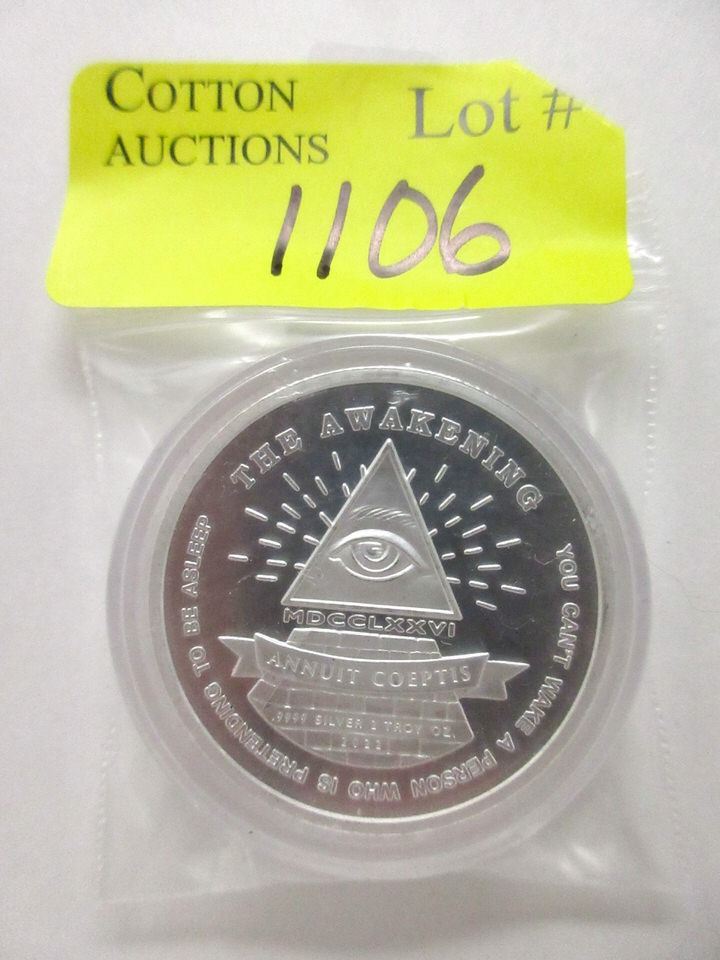 COTTON
AUCTIONS
Lot #
1106
THE AWAKENING
MDCCLXXVI
ANNUIT COEPTIS
.9999 SILVER 1 TROY OZ.
2022
YOU CAN'T WAKE A PERSON WHO IS PRETENDING TO BE ASLEEP